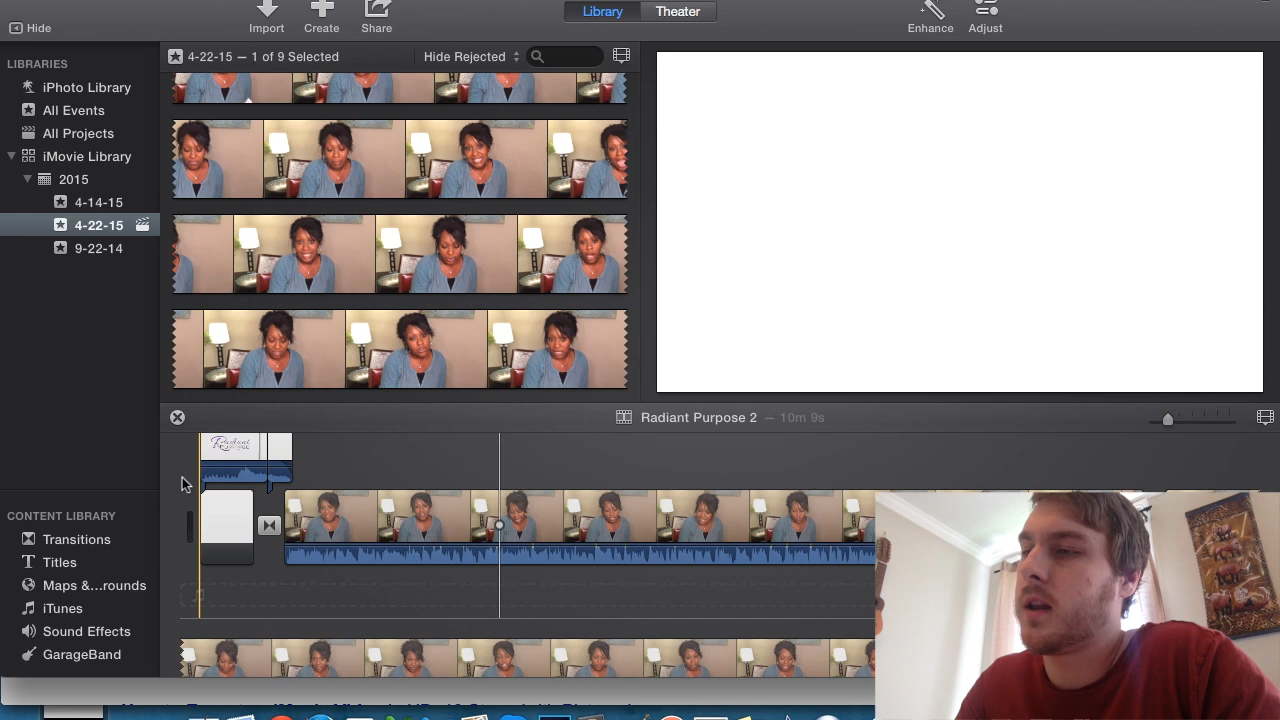 Library
Theater
Hide
Import
Create
Share
Enhance
Adjust
LIBRARIES
4-22-15 — 1 of 9 Selected
Hide Rejected
iPhoto Library
All Events
All Projects
iMovie Library
2015
4-14-15
4-22-15
9-22-14
Radiant Purpose 2 — 10m 9s
Radiant
CONTENT LIBRARY
Transitions
Titles
Maps &...rounds
iTunes
Sound Effects
GarageBand